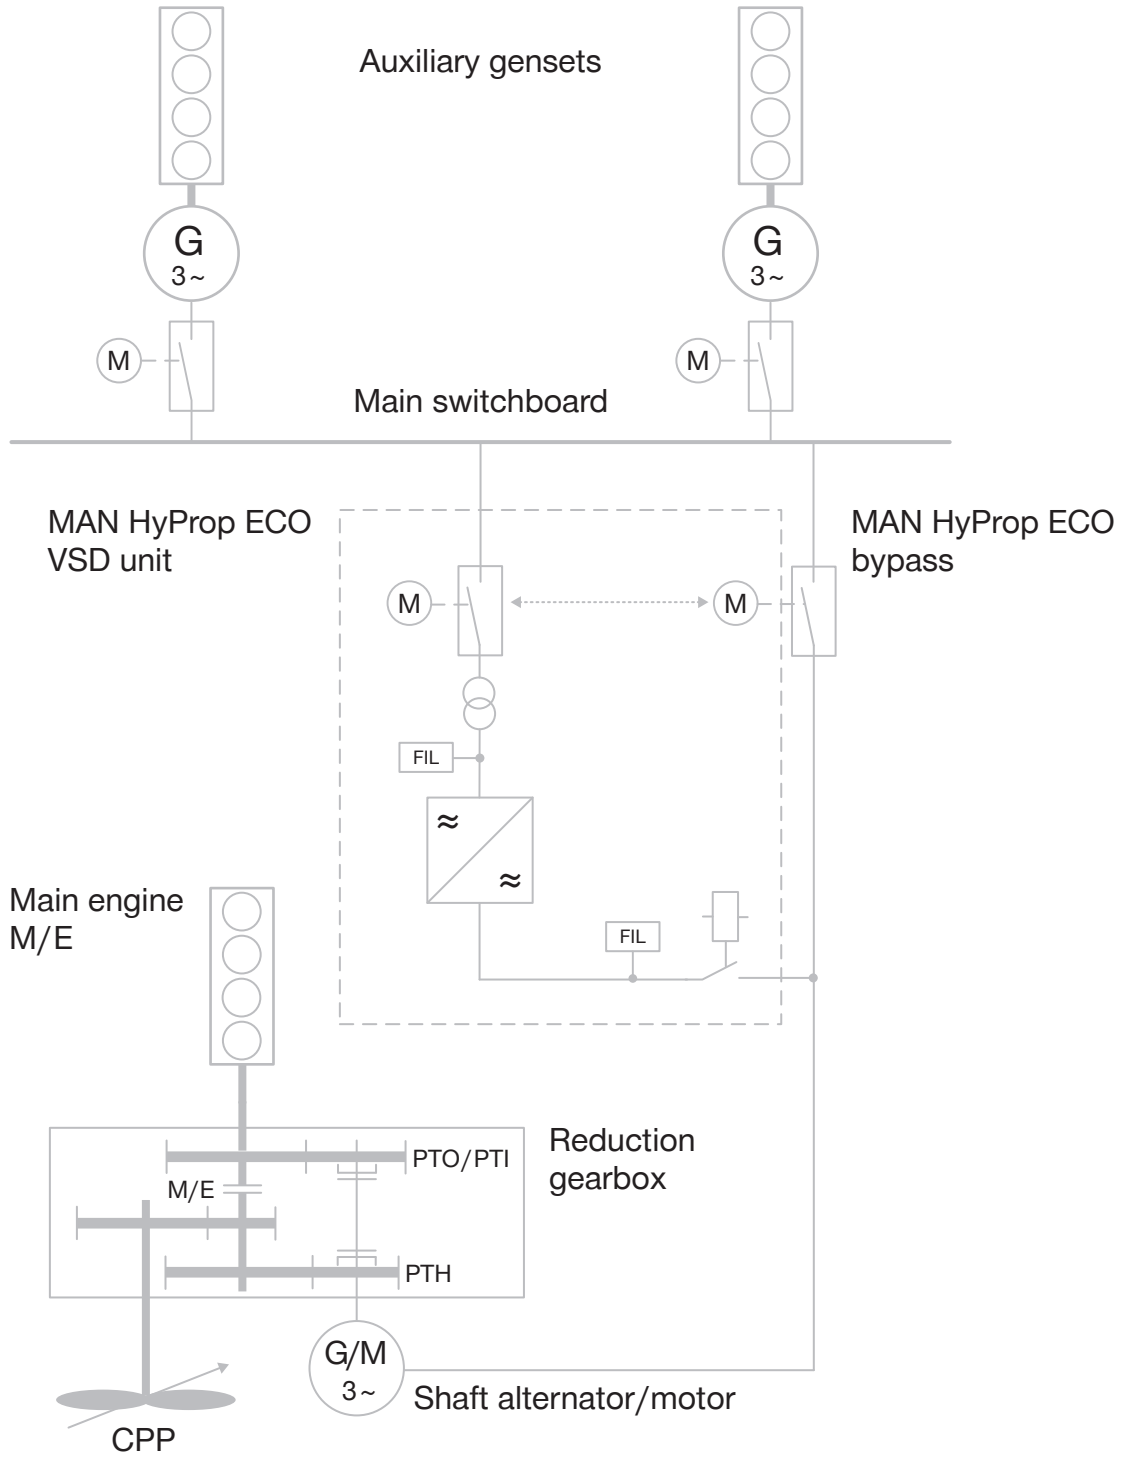 Auxiliary gensets
G
3~
G
3~
M
M
Main switchboard
MAN HyProp ECO
VSD unit
MAN HyProp ECO
bypass
M
M
FIL
≈
≈
Main engine
M/E
FIL
Reduction
gearbox
PTO/PTI
M/E
PTH
G/M
3~
Shaft alternator/motor
CPP